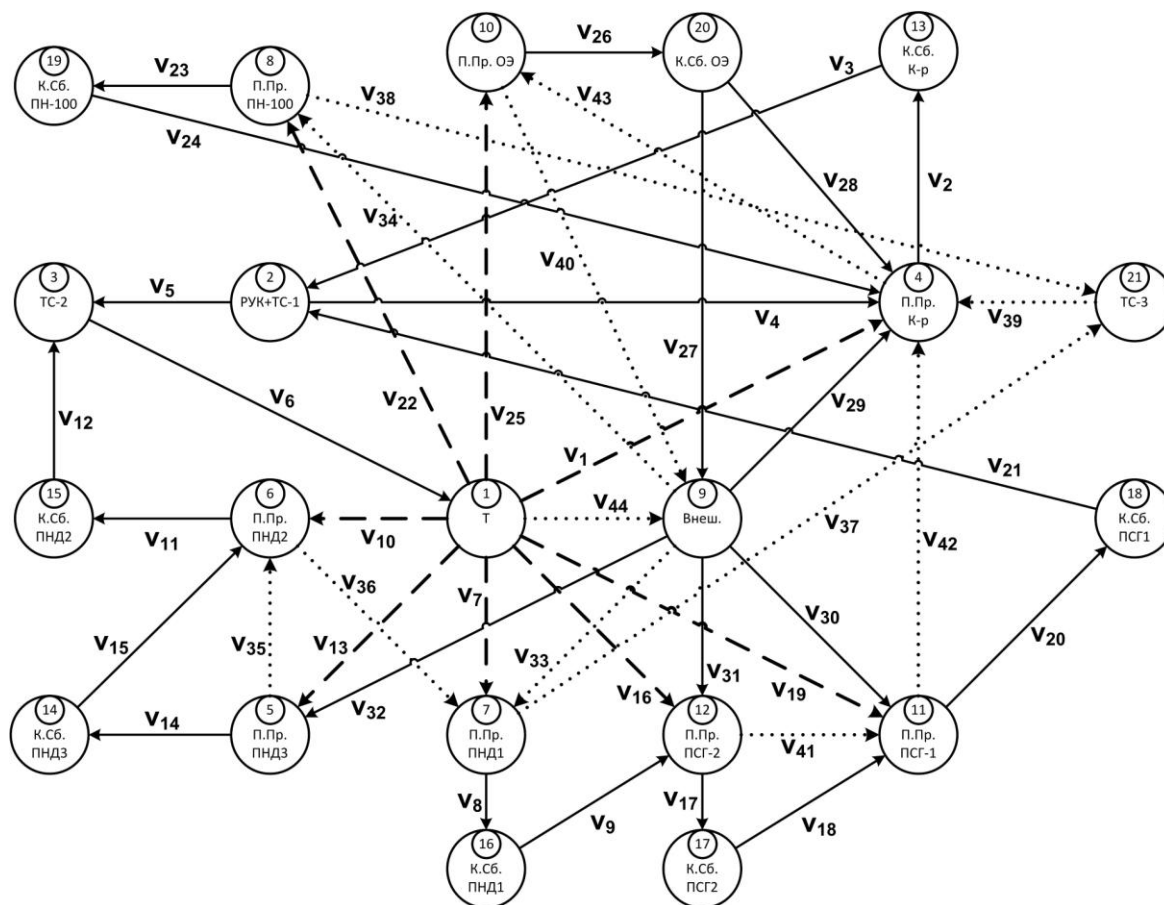 19
К.Сб.
ПН-100
v23
8
П.Пр.
ПН-100
10
П.Пр. ОЭ
v26
20
К.Сб. ОЭ
13
К.Сб.
К-р
v3
v38
v43
v24
v28
v2
v34
v40
3
ТС-2
v5
2
РУК+ТС-1
v4
4
П.Пр.
К-р
v39
21
ТС-3
v27
v6
v22
v25
v29
v12
v1
v21
15
К.Сб.
ПНД2
v11
6
П.Пр.
ПНД2
v10
1
Т
v44
9
Внеш.
v37
18
К.Сб.
ПСГ1
v42
v36
v7
v30
v15
v35
v13
v33
v31
v20
v16
v19
v32
14
К.Сб.
ПНД3
v14
5
П.Пр.
ПНД3
7
П.Пр.
ПНД1
12
П.Пр.
ПСГ-2
v41
11
П.Пр.
ПСГ-1
v8
v9
v17
v18
16
К.Сб.
ПНД1
17
К.Сб.
ПСГ2